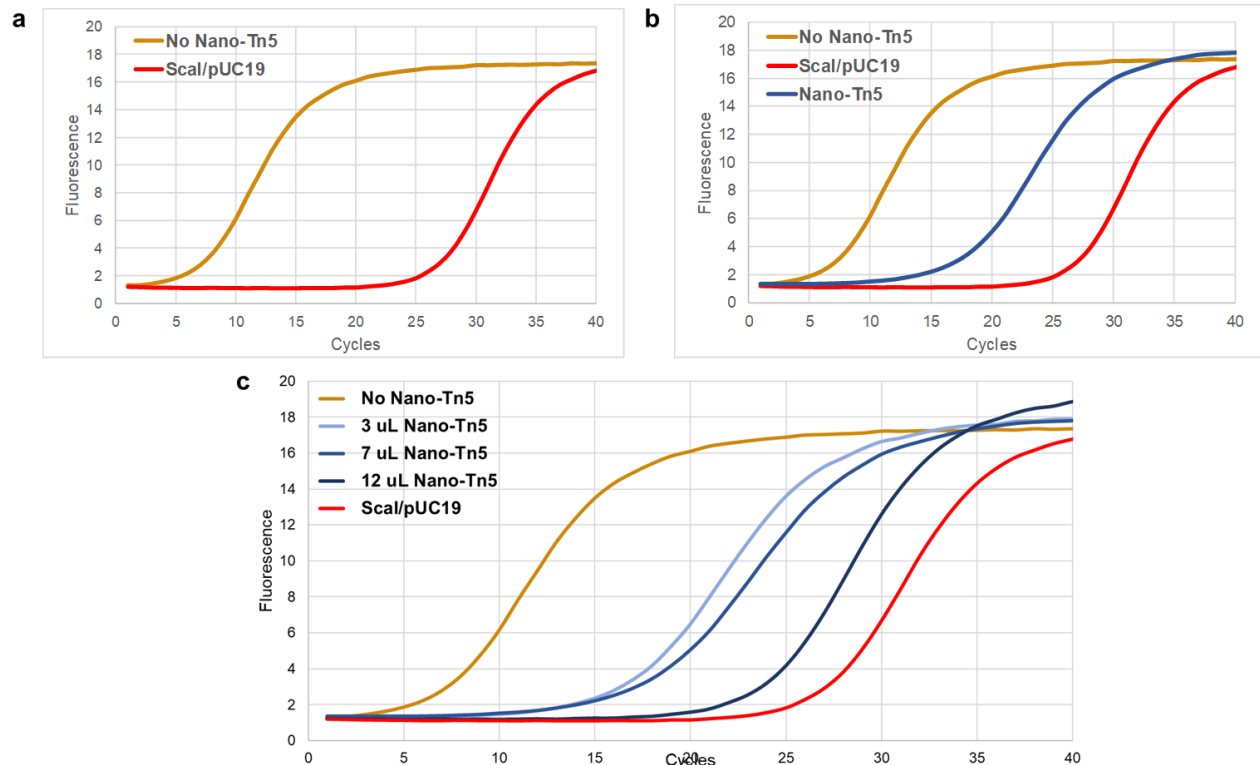 a
20
18
16
14
12
10
8
6
4
2
0
Fluorescence
No Nano-Tn5
ScaI/pUC19
0 5 10 15 20 25 30 35 40
Cycles
b
20
18
16
14
12
10
8
6
4
2
0
Fluorescence
No Nano-Tn5
ScaI/pUC19
Nano-Tn5
0 5 10 15 20 25 30 35 40
Cycles
c
20
18
16
14
12
10
8
6
4
2
0
Fluorescence
No Nano-Tn5
3 uL Nano-Tn5
7 uL Nano-Tn5
12 uL Nano-Tn5
ScaI/pUC19
0 5 10 15 20 25 30 35 40
Cycles